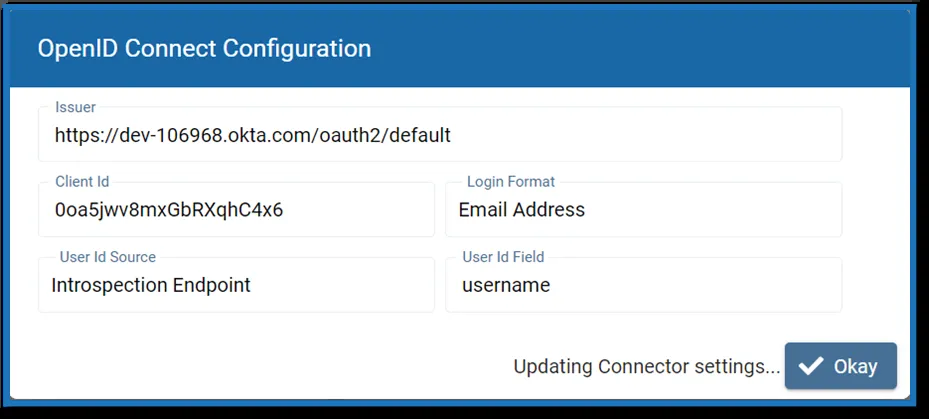 OpenID Connect Configuration
Issuer
https://dev-106968.okta.com/oauth2/default
Client Id
0oa5jwv8mxGbRXqhC4x6
Login Format
Email Address
User Id Source
Introspection Endpoint
User Id Field
username
Updating Connector settings...
Okay